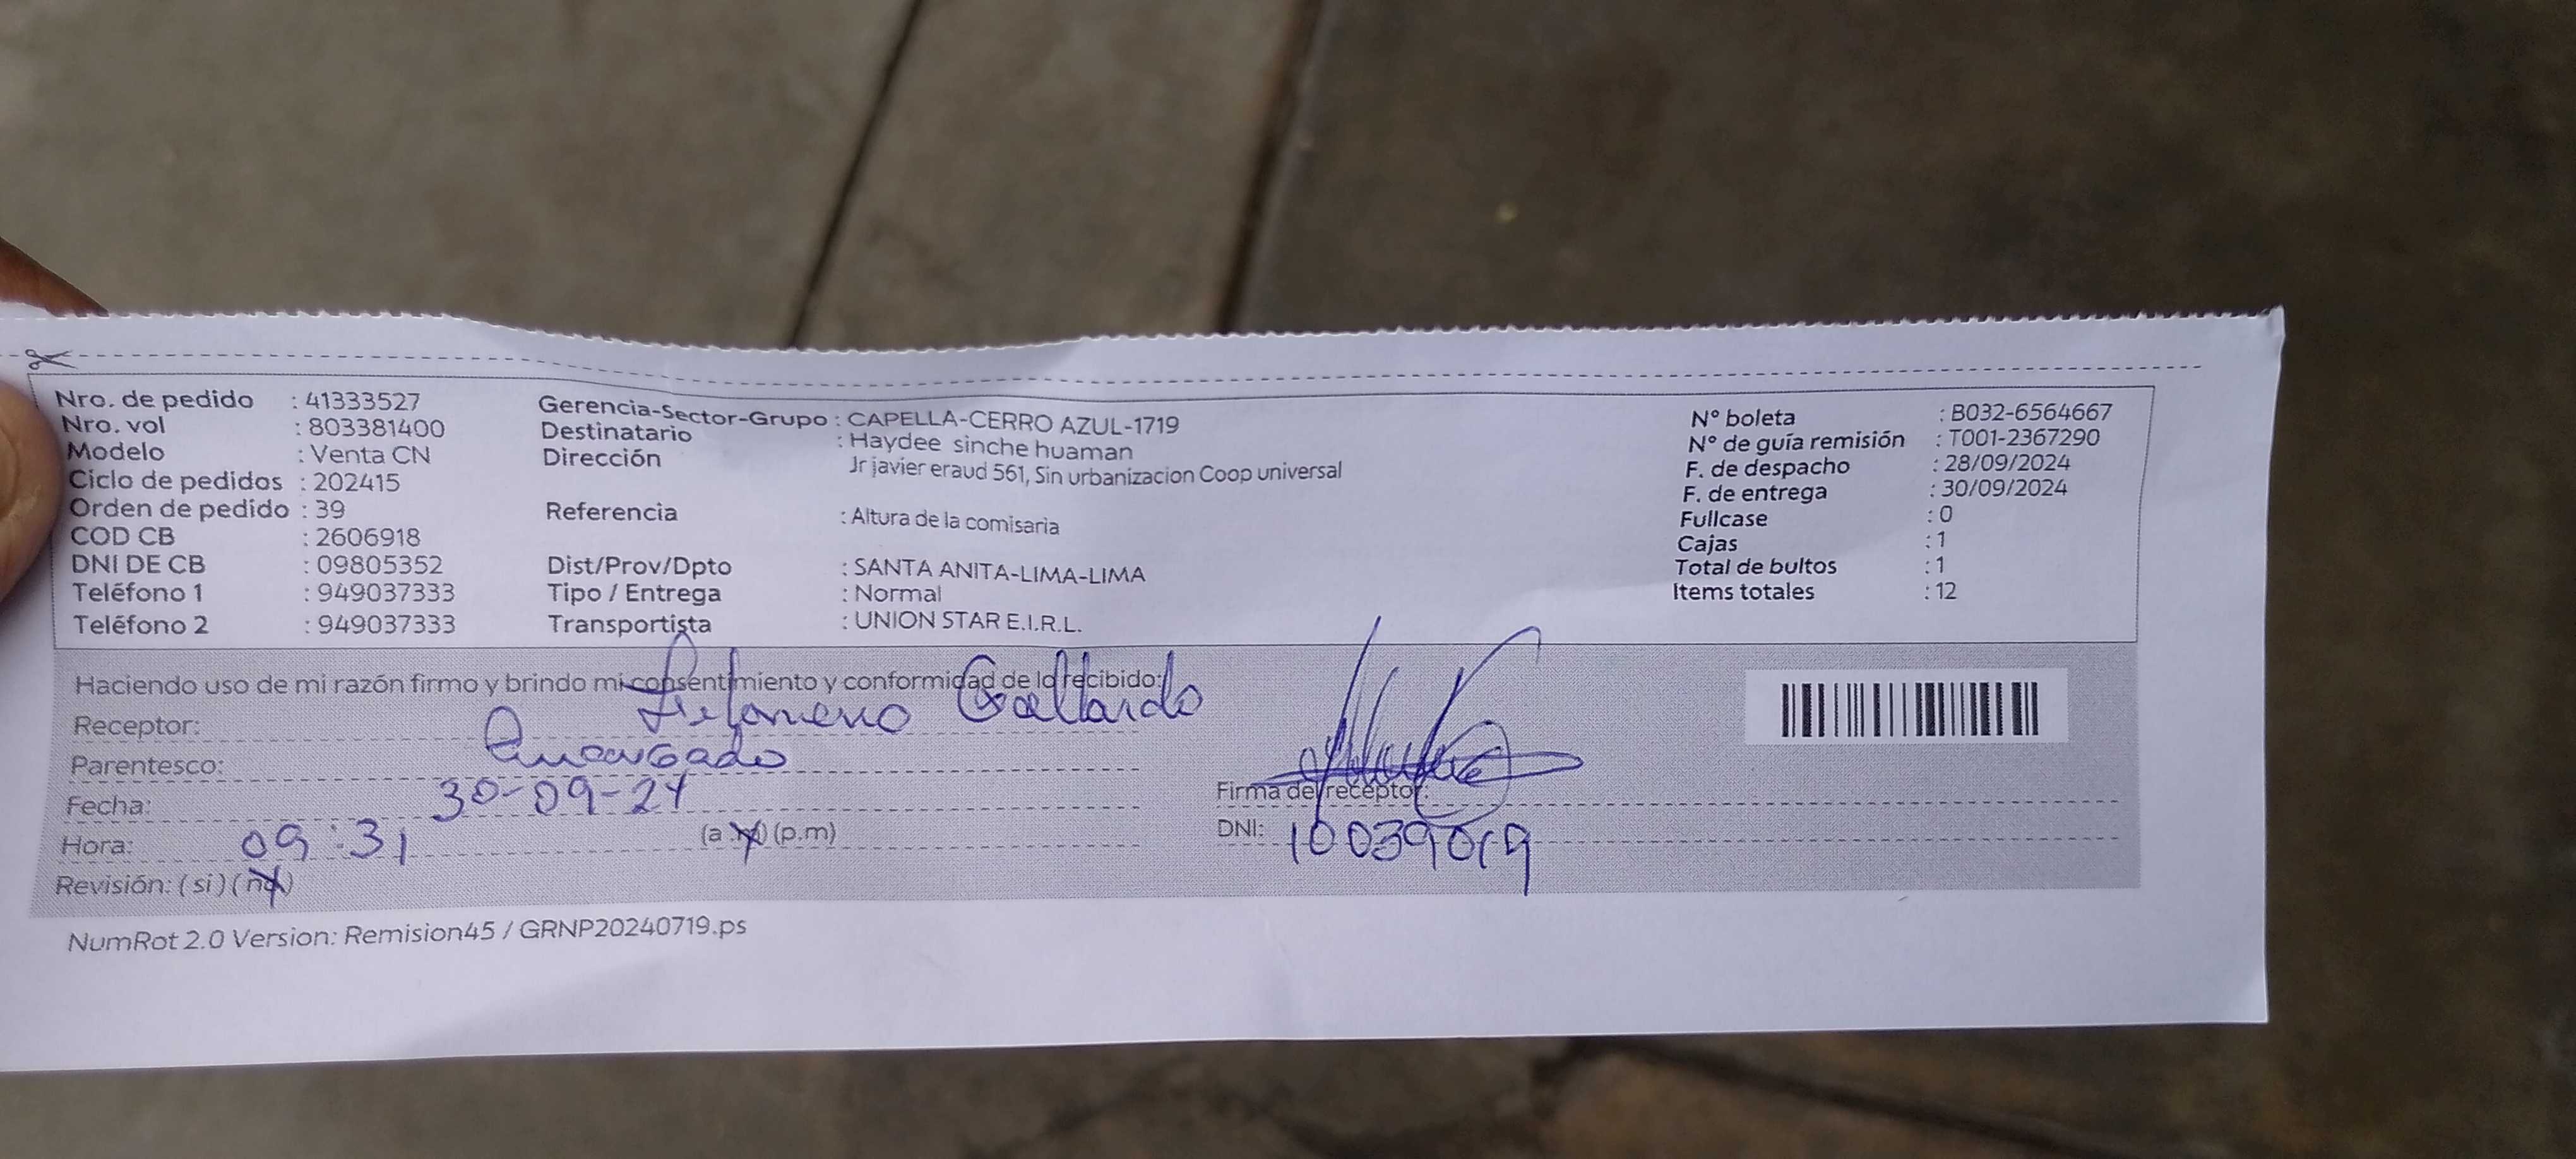 Nro. de pedido : 41333527
Nro. vol : 803381400
Modelo : Venta CN
Ciclo de pedidos : 202415
Orden de pedido : 39
COD CB : 2606918
DNI DE CB : 09805352
Teléfono 1 : 949037333
Teléfono 2 : 949037333
Gerencia-Sector-Grupo : CAPELLA-CERRO AZUL-1719
Destinatario : Haydee sinche huaman
Dirección Jr javier eraud 561, Sin urbanizacion Coop universal
Referencia : Altura de la comisaria
Dist/Prov/Dpto : SANTA ANITA-LIMA-LIMA
Tipo / Entrega : Normal
Transportista : UNION STAR E.I.R.L.
N° boleta : B032-6564667
N° de guía remisión : T001-2367290
F. de despacho : 28/09/2024
F. de entrega : 30/09/2024
Fullcase : 0
Cajas : 1
Total de bultos : 1
Items totales : 12
Haciendo uso de mi razón firmo y brindo mi consentimiento y conformidad de lo recibido:
Receptor: Gallardo
Parentesco: Encargado
Fecha: 30-09-24
Hora: 09:31 (a.m) (p.m)
Revisión: (si) (no)
Firma del receptor:
DNI: 10039019
NumRot 2.0 Version: Remision45 / GRNP20240719.ps